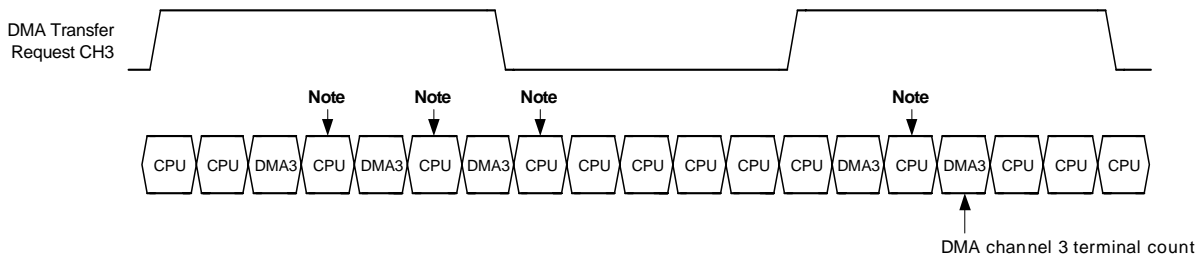 DMA Transfer
Request CH3
Note Note Note Note
CPU CPU DMA3 CPU DMA3 CPU DMA3 CPU CPU CPU CPU CPU CPU DMA3 CPU DMA3 CPU CPU CPU
DMA channel 3 terminal count